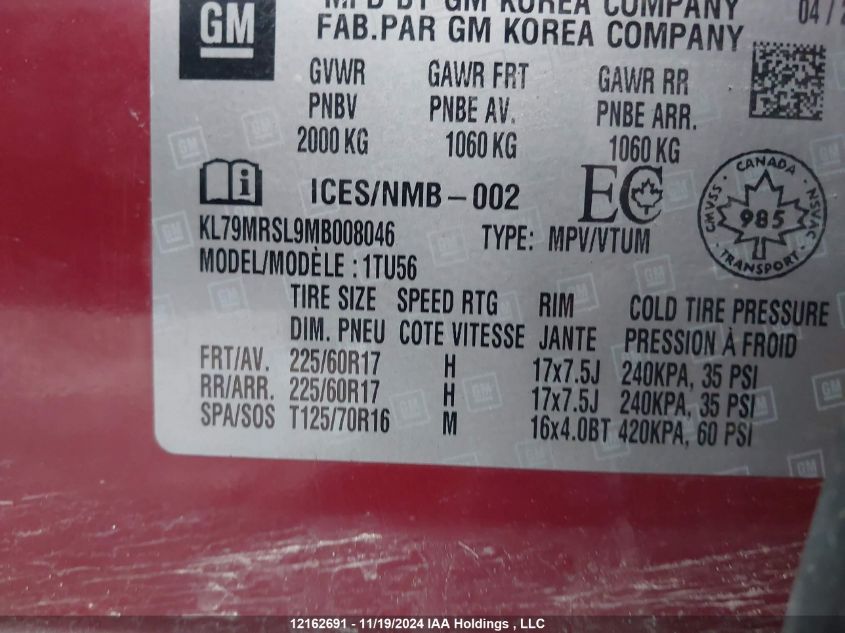 MFD BY GM KOREA COMPANY
04 / 2
GM
FAB.PAR GM KOREA COMPANY
GVWR GAWR FRT GAWR RR
PNBV PNBE AV. PNBE ARR.
2000 KG 1060 KG 1060 KG
ICES/NMB-002 EC
CANADA
CMVSS NSVAC
985
TRANSPORT
KL79MRSL9MB008046 TYPE: MPV/VTUM
MODEL/MODÈLE : 1TU56
TIRE SIZE SPEED RTG RIM COLD TIRE PRESSURE
DIM. PNEU COTE VITESSE JANTE PRESSION À FROID
FRT/AV. 225/60R17 H 17x7.5J 240KPA, 35 PSI
RR/ARR. 225/60R17 H 17x7.5J 240KPA, 35 PSI
SPA/SOS T125/70R16 M 16x4.0BT 420KPA, 60 PSI
12162691 - 11/19/2024 IAA Holdings , LLC